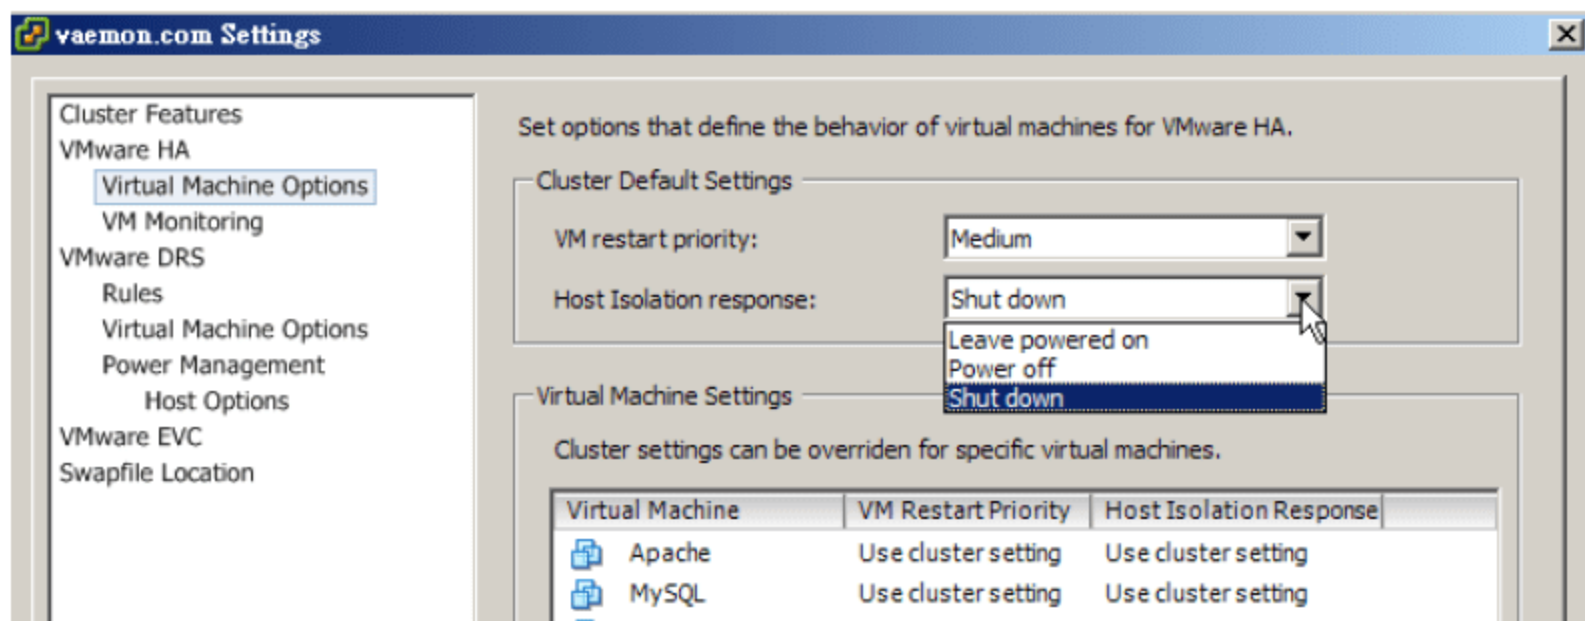 vaemon.com Settings
Cluster Features
VMware HA
Virtual Machine Options
VM Monitoring
VMware DRS
Rules
Virtual Machine Options
Power Management
Host Options
VMware EVC
Swapfile Location
Set options that define the behavior of virtual machines for VMware HA.
Cluster Default Settings
VM restart priority: Medium
Host Isolation response: Shut down
Leave powered on
Power off
Shut down
Virtual Machine Settings
Cluster settings can be overriden for specific virtual machines.
Virtual Machine VM Restart Priority Host Isolation Response
Apache Use cluster setting Use cluster setting
MySQL Use cluster setting Use cluster setting